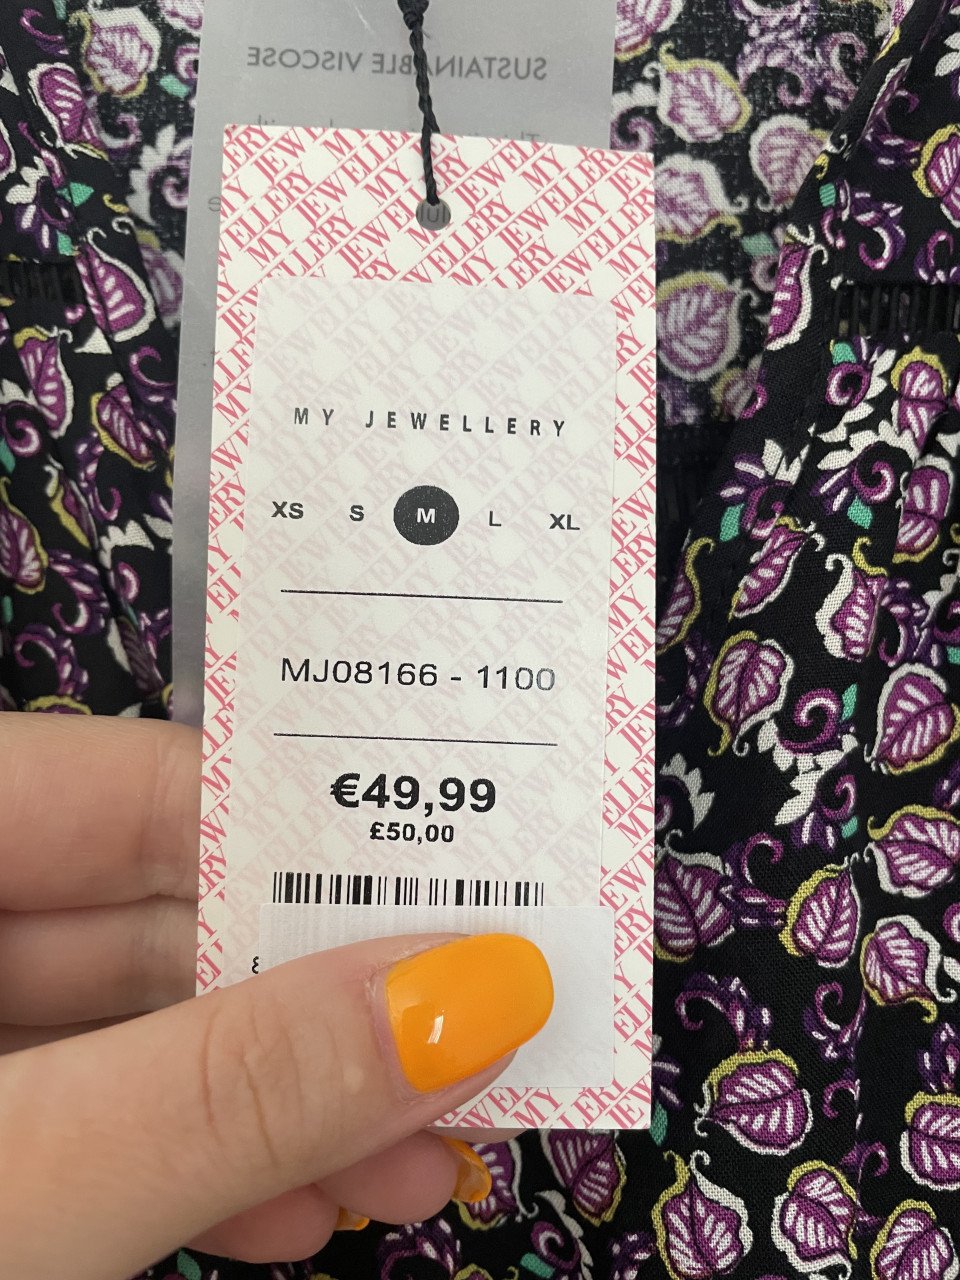 SUSTAINABLE VISCOSE
MY JEWELLERY
XS S M L XL
MJ08166 - 1100
€49,99
£50,00